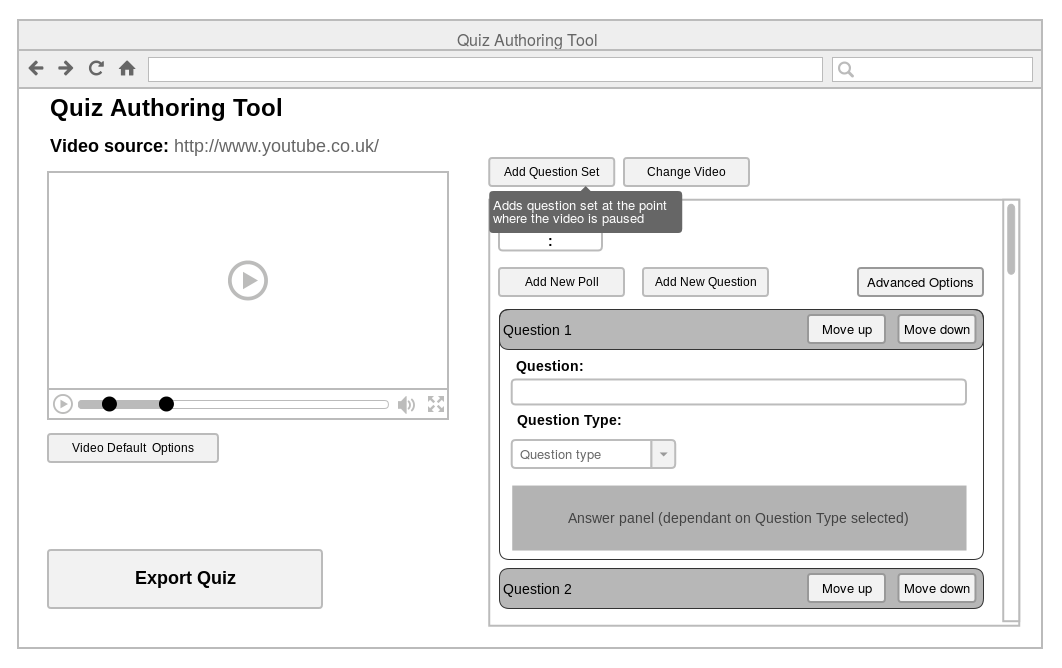 Quiz Authoring Tool
Quiz Authoring Tool
Video source: http://www.youtube.co.uk/
Add Question Set
Change Video
Adds question set at the point
where the video is paused
:
Add New Poll
Add New Question
Advanced Options
Question 1
Move up
Move down
Question:
Question Type:
Question type
Answer panel (dependant on Question Type selected)
Question 2
Move up
Move down
Video Default  Options
Export Quiz